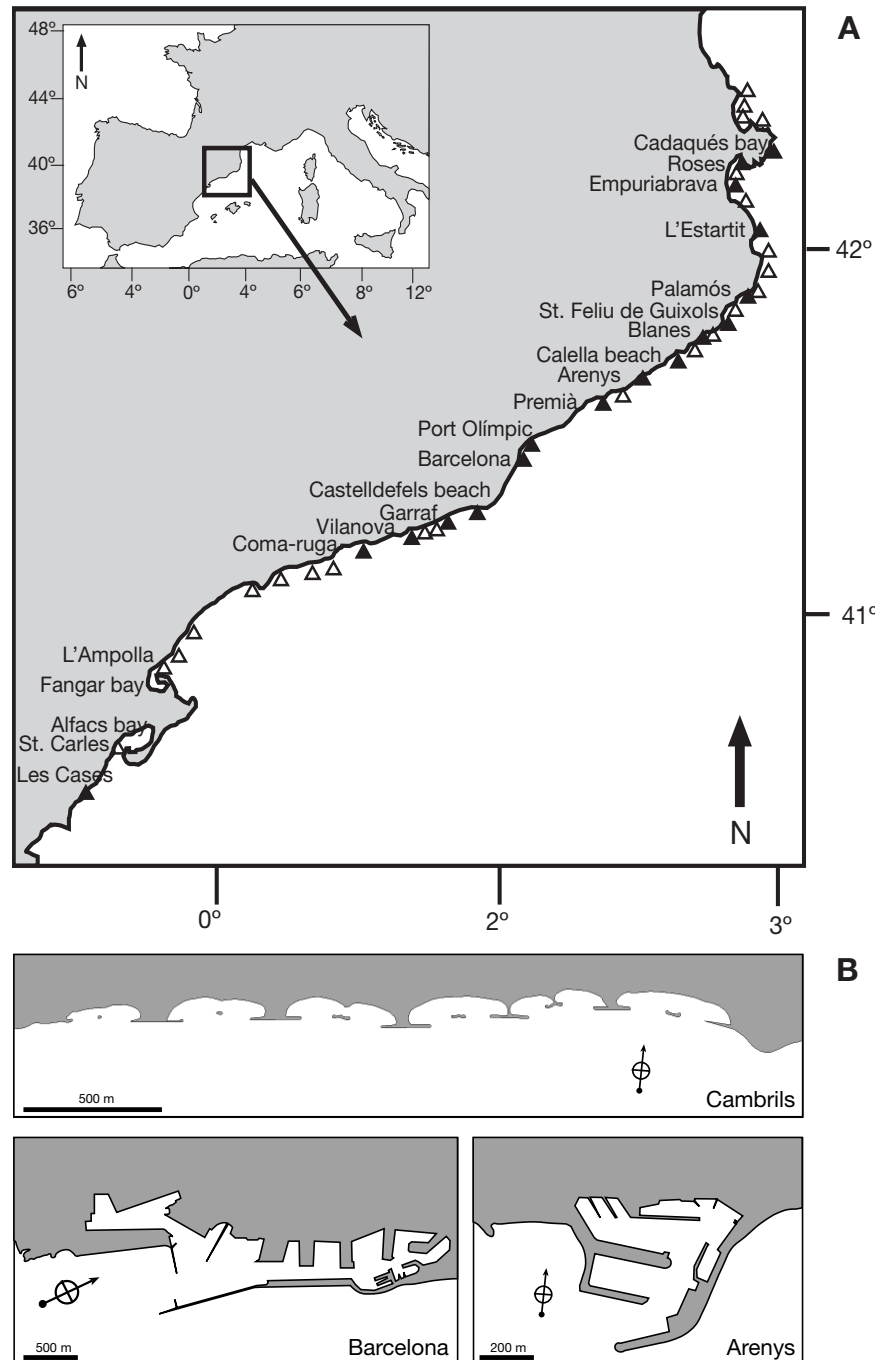 A
48º
44º
40º
36º
N
6º 4º 0º 4º 6º 8º 12º
Cadaqués bay
Roses
Empuriabrava
L'Estartit
42º
Palamós
St. Feliu de Guixols
Blanes
Calella beach
Arenys
Premià
Port Olímpic
Barcelona
Castelldefels beach
Garraf
Vilanova
Coma-ruga
41º
L'Ampolla
Fangar bay
Alfacs bay
St. Carles
Les Cases
N
0º 2º 3º
B
500 m
Cambrils
500 m
Barcelona
200 m
Arenys